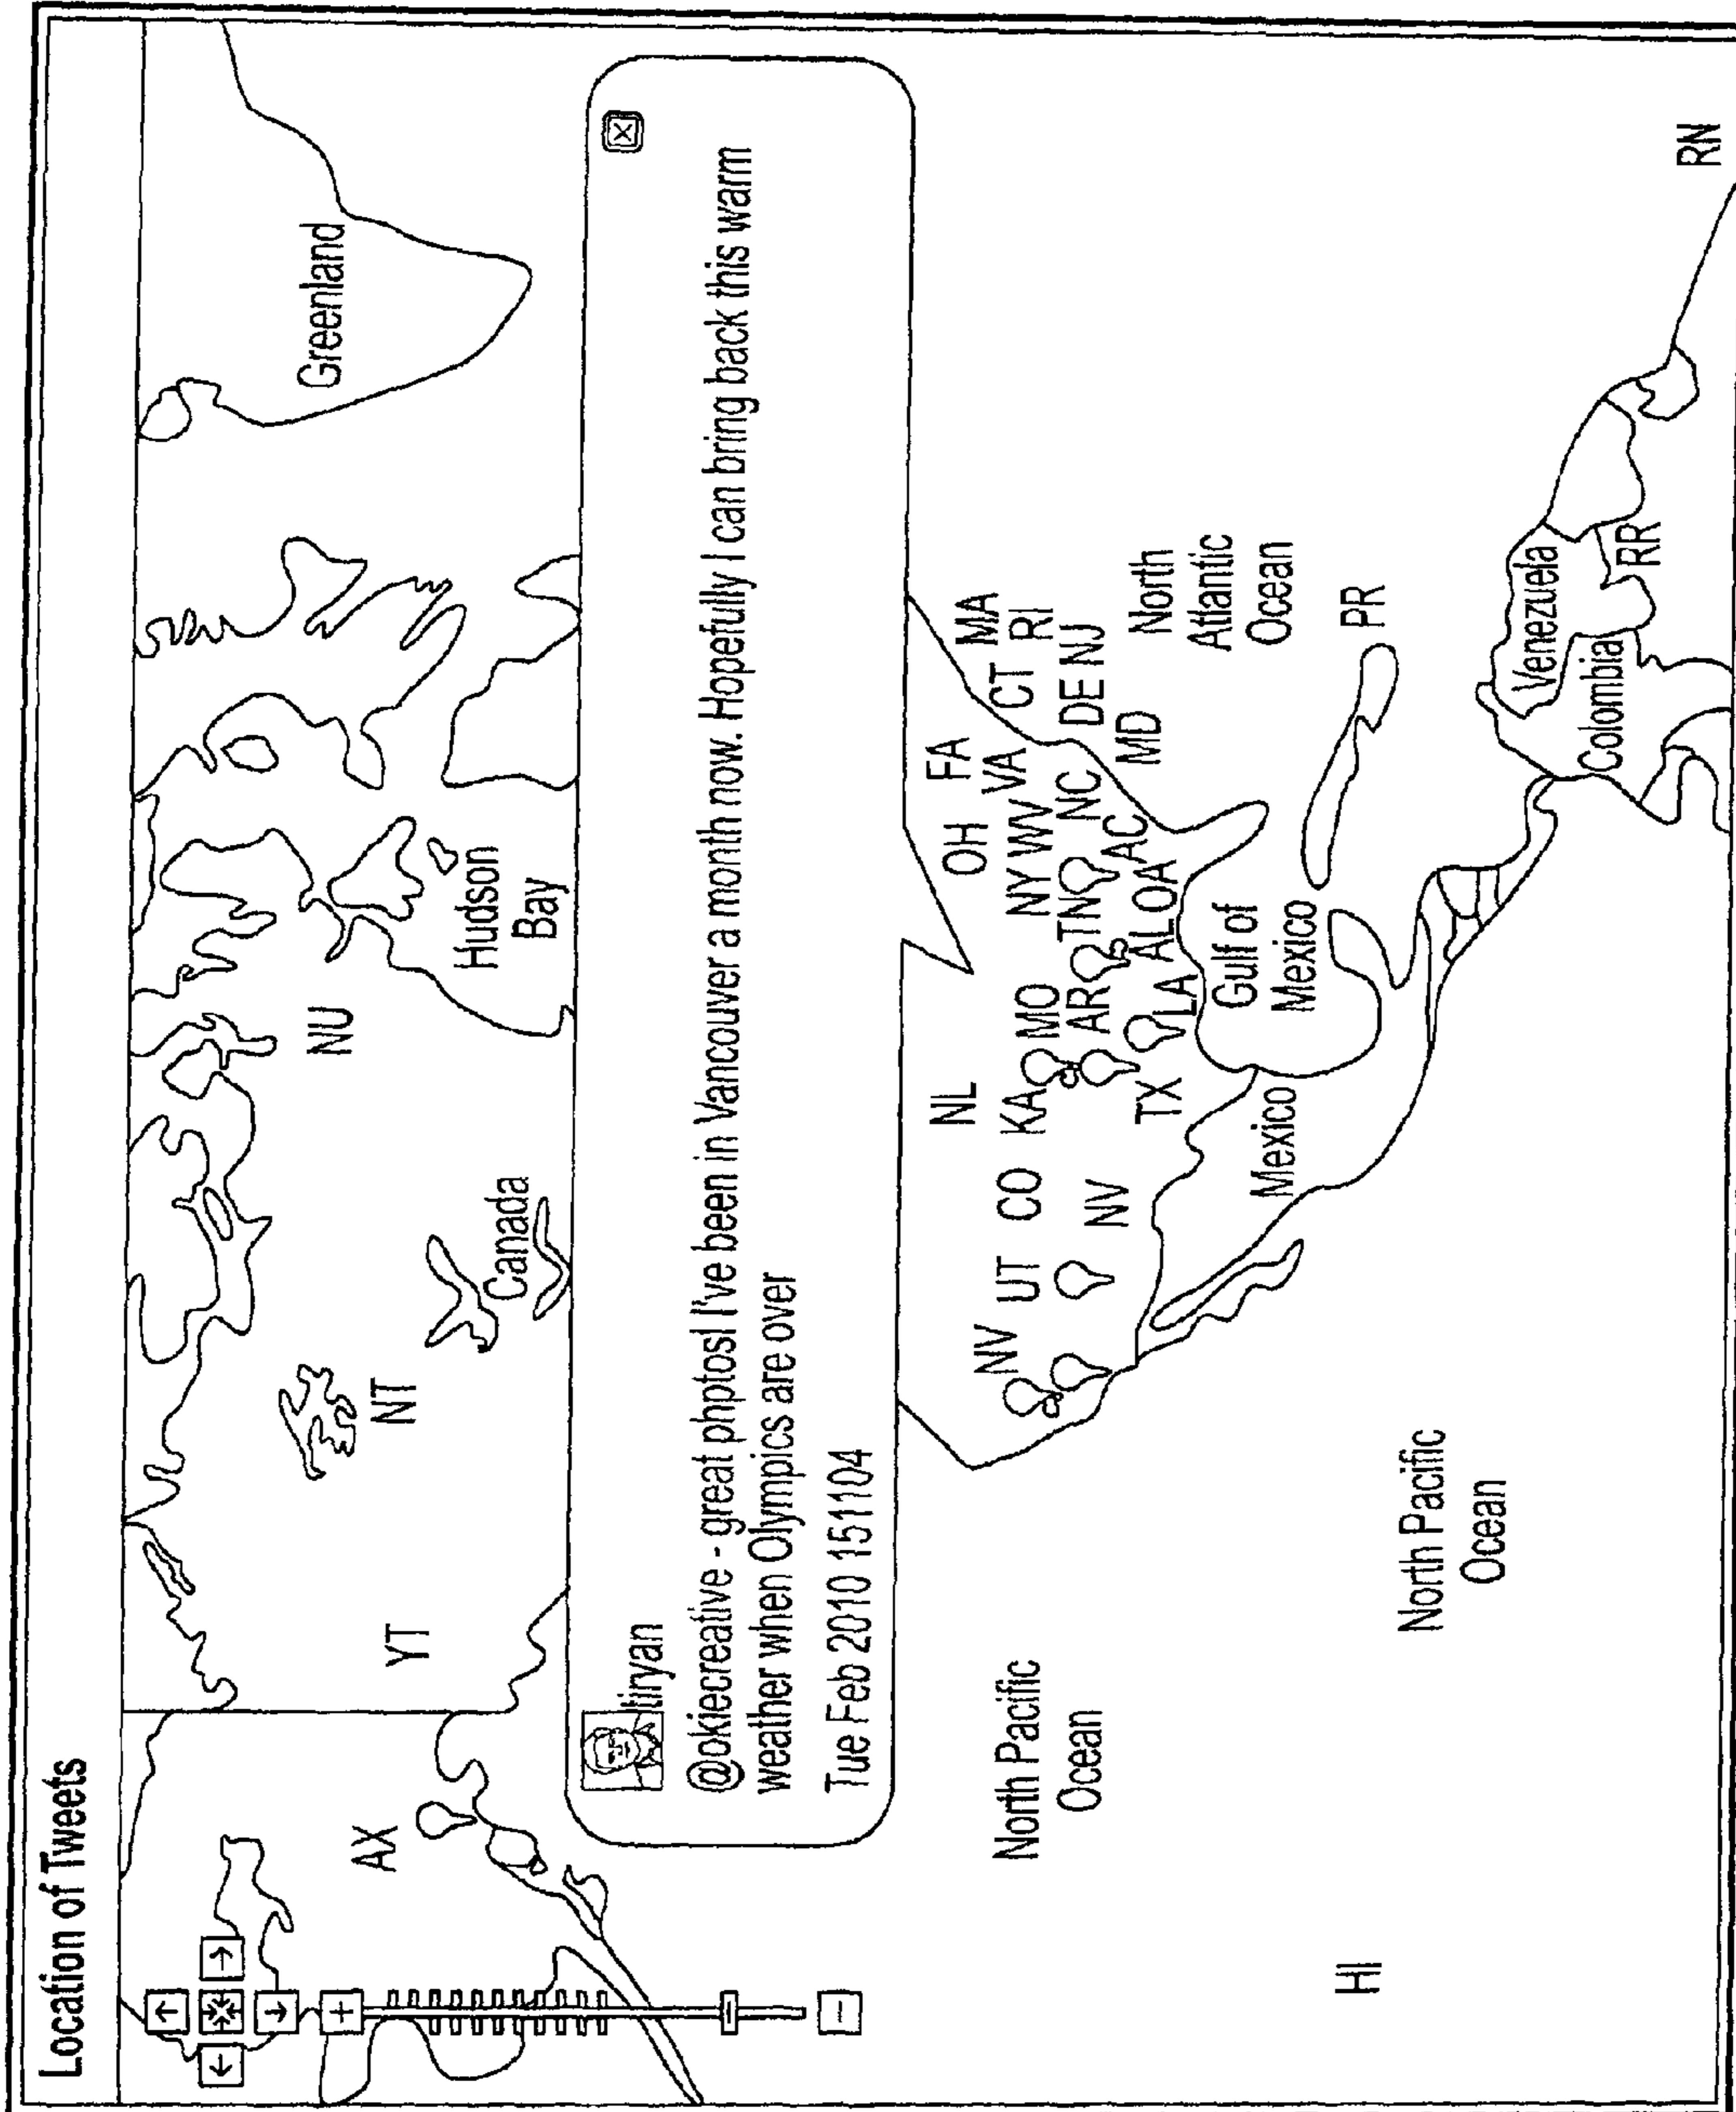 Location of Tweets
Greenland
NU
NT
YT
AX
Hudson
Bay
Canada
tiryan
@okiecreative - great phptosl I've been in Vancouver a month now. Hopefully I can bring back this warm
weather when Olympics are over
Tue Feb 2010 151104
NL
OH
FA
MA
NV
UT
CO
KA
MO
NY WV
VA
CT
RI
NV
AR
TN
NC
DE NJ
TX
LA
ALOA
AC
MD
North Pacific
Ocean
North
Atlantic
Ocean
Gulf of
Mexico
Mexico
HI
PR
North Pacific
Ocean
Venezuela
Colombia
RR
RN